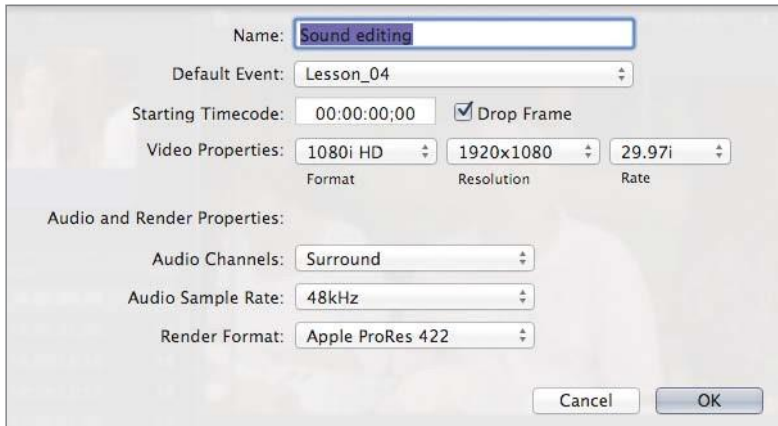 Name: Sound editing
Default Event: Lesson_04
Starting Timecode: 00:00:00;00 Drop Frame
Video Properties: 1080i HD 1920x1080 29.97i
Format Resolution Rate
Audio and Render Properties:
Audio Channels: Surround
Audio Sample Rate: 48kHz
Render Format: Apple ProRes 422
Cancel OK